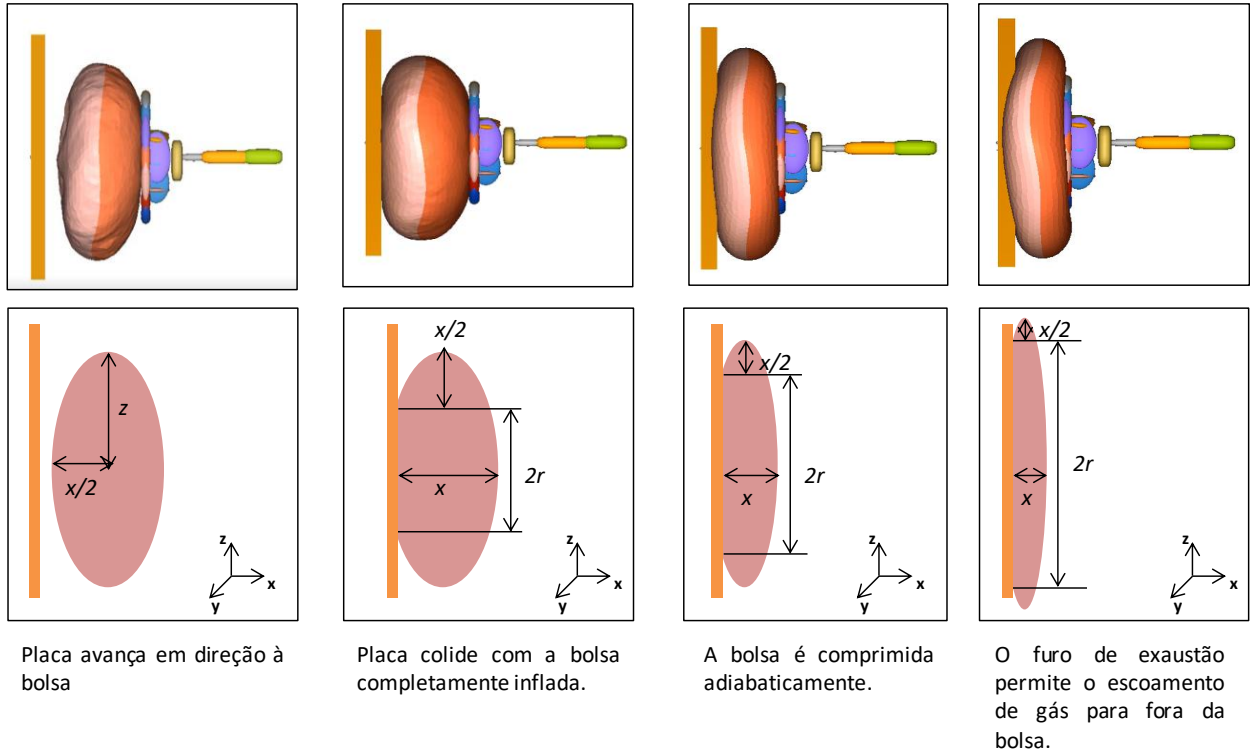 z
x/2
z
x
y
x/2
x
2r
z
x
y
x/2
x
2r
z
x
y
x/2
x
2r
z
x
y
Placa avança em direção à
bolsa
Placa colide com a bolsa
completamente inflada.
A bolsa é comprimida
adiabaticamente.
O furo de exaustão
permite o escoamento
de gás para fora da
bolsa.